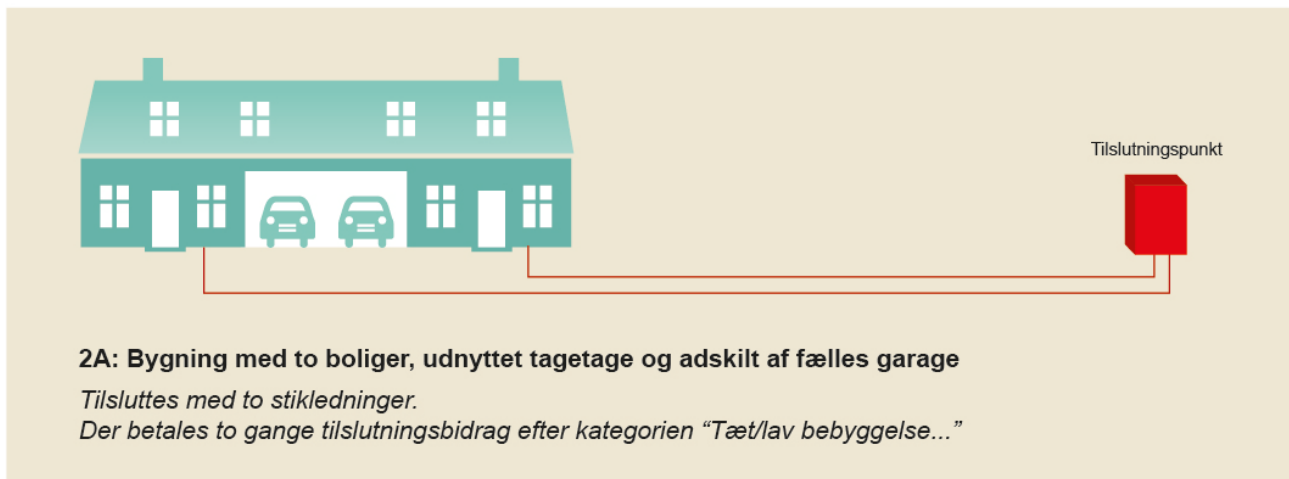 Tilslutningspunkt
2A: Bygning med to boliger, udnyttet tagetage og adskilt af fælles garage
Tilsluttes med to stikledninger.
Der betales to gange tilslutningsbidrag efter kategorien “Tæt/lav bebyggelse...”